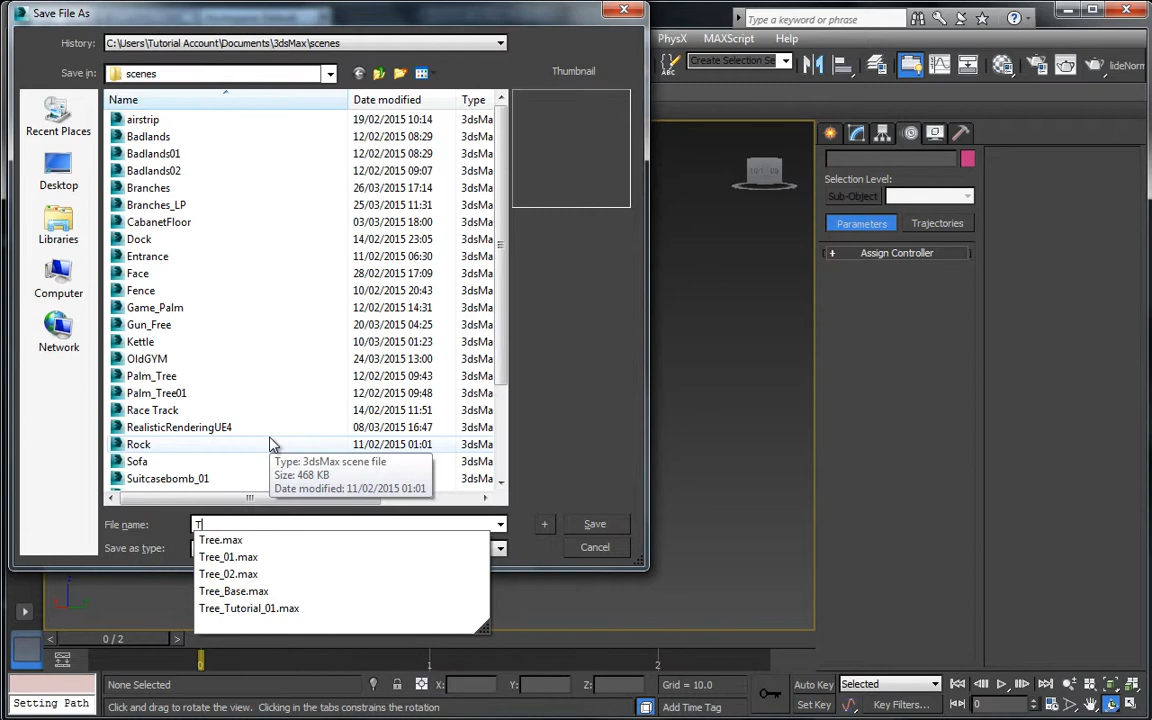 Save File As
Type a keyword or phrase
History: C:\Users\Tutorial Account\Documents\3dsMax\scenes
PhysX MAXScript Help
Save in: scenes
Thumbnail
Create Selection Se
lideNorm
Name Date modified Type
Recent Places
Desktop
Libraries
Computer
Network
airstrip 19/02/2015 10:14 3dsMa
Badlands 12/02/2015 08:29 3dsMa
Badlands01 12/02/2015 08:29 3dsMa
Badlands02 12/02/2015 09:07 3dsMa
Branches 26/03/2015 17:14 3dsMa
Branches_LP 25/03/2015 11:31 3dsMa
CabanetFloor 03/03/2015 18:00 3dsMa
Dock 14/02/2015 23:05 3dsMa
Entrance 11/02/2015 06:30 3dsMa
Face 28/02/2015 17:09 3dsMa
Fence 10/02/2015 20:43 3dsMa
Game_Palm 12/02/2015 14:31 3dsMa
Gun_Free 20/03/2015 04:25 3dsMa
Kettle 10/03/2015 01:23 3dsMa
OldGYM 24/03/2015 13:00 3dsMa
Palm_Tree 12/02/2015 09:43 3dsMa
Palm_Tree01 12/02/2015 09:48 3dsMa
Race Track 14/02/2015 11:51 3dsMa
RealisticRenderingUE4 08/03/2015 16:47 3dsMa
Rock 11/02/2015 01:01 3dsMa
Sofa 3dsMa
Suitcasebomb_01 3dsMa
Type: 3dsMax scene file
Size: 468 KB
Date modified: 11/02/2015 01:01
File name: T
+ Save
Save as type:
Cancel
Tree.max
Tree_01.max
Tree_02.max
Tree_Base.max
Tree_Tutorial_01.max
Selection Level:
Sub-Object
Parameters Trajectories
+ Assign Controller
ABC
z
< 0 / 2 >
0 1 2
None Selected X: Y: Z: Grid = 10.0 Auto Key Selected
Setting Path Click and drag to rotate the view. Clicking in the tabs constrains the rotation Add Time Tag Set Key Key Filters... 0